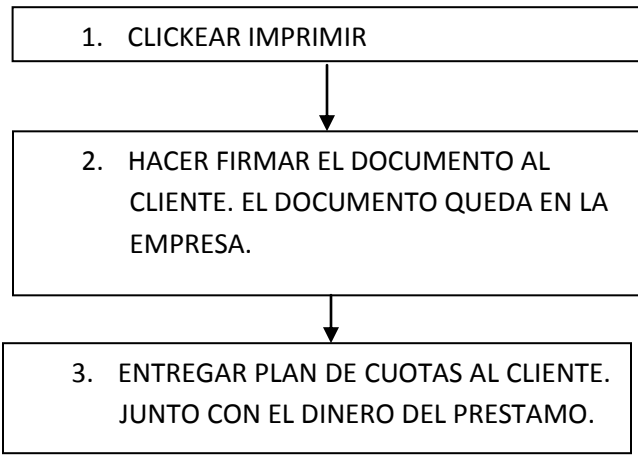 1. CLICKEAR IMPRIMIR
2. HACER FIRMAR EL DOCUMENTO AL
CLIENTE. EL DOCUMENTO QUEDA EN LA
EMPRESA.
3. ENTREGAR PLAN DE CUOTAS AL CLIENTE.
JUNTO CON EL DINERO DEL PRESTAMO.